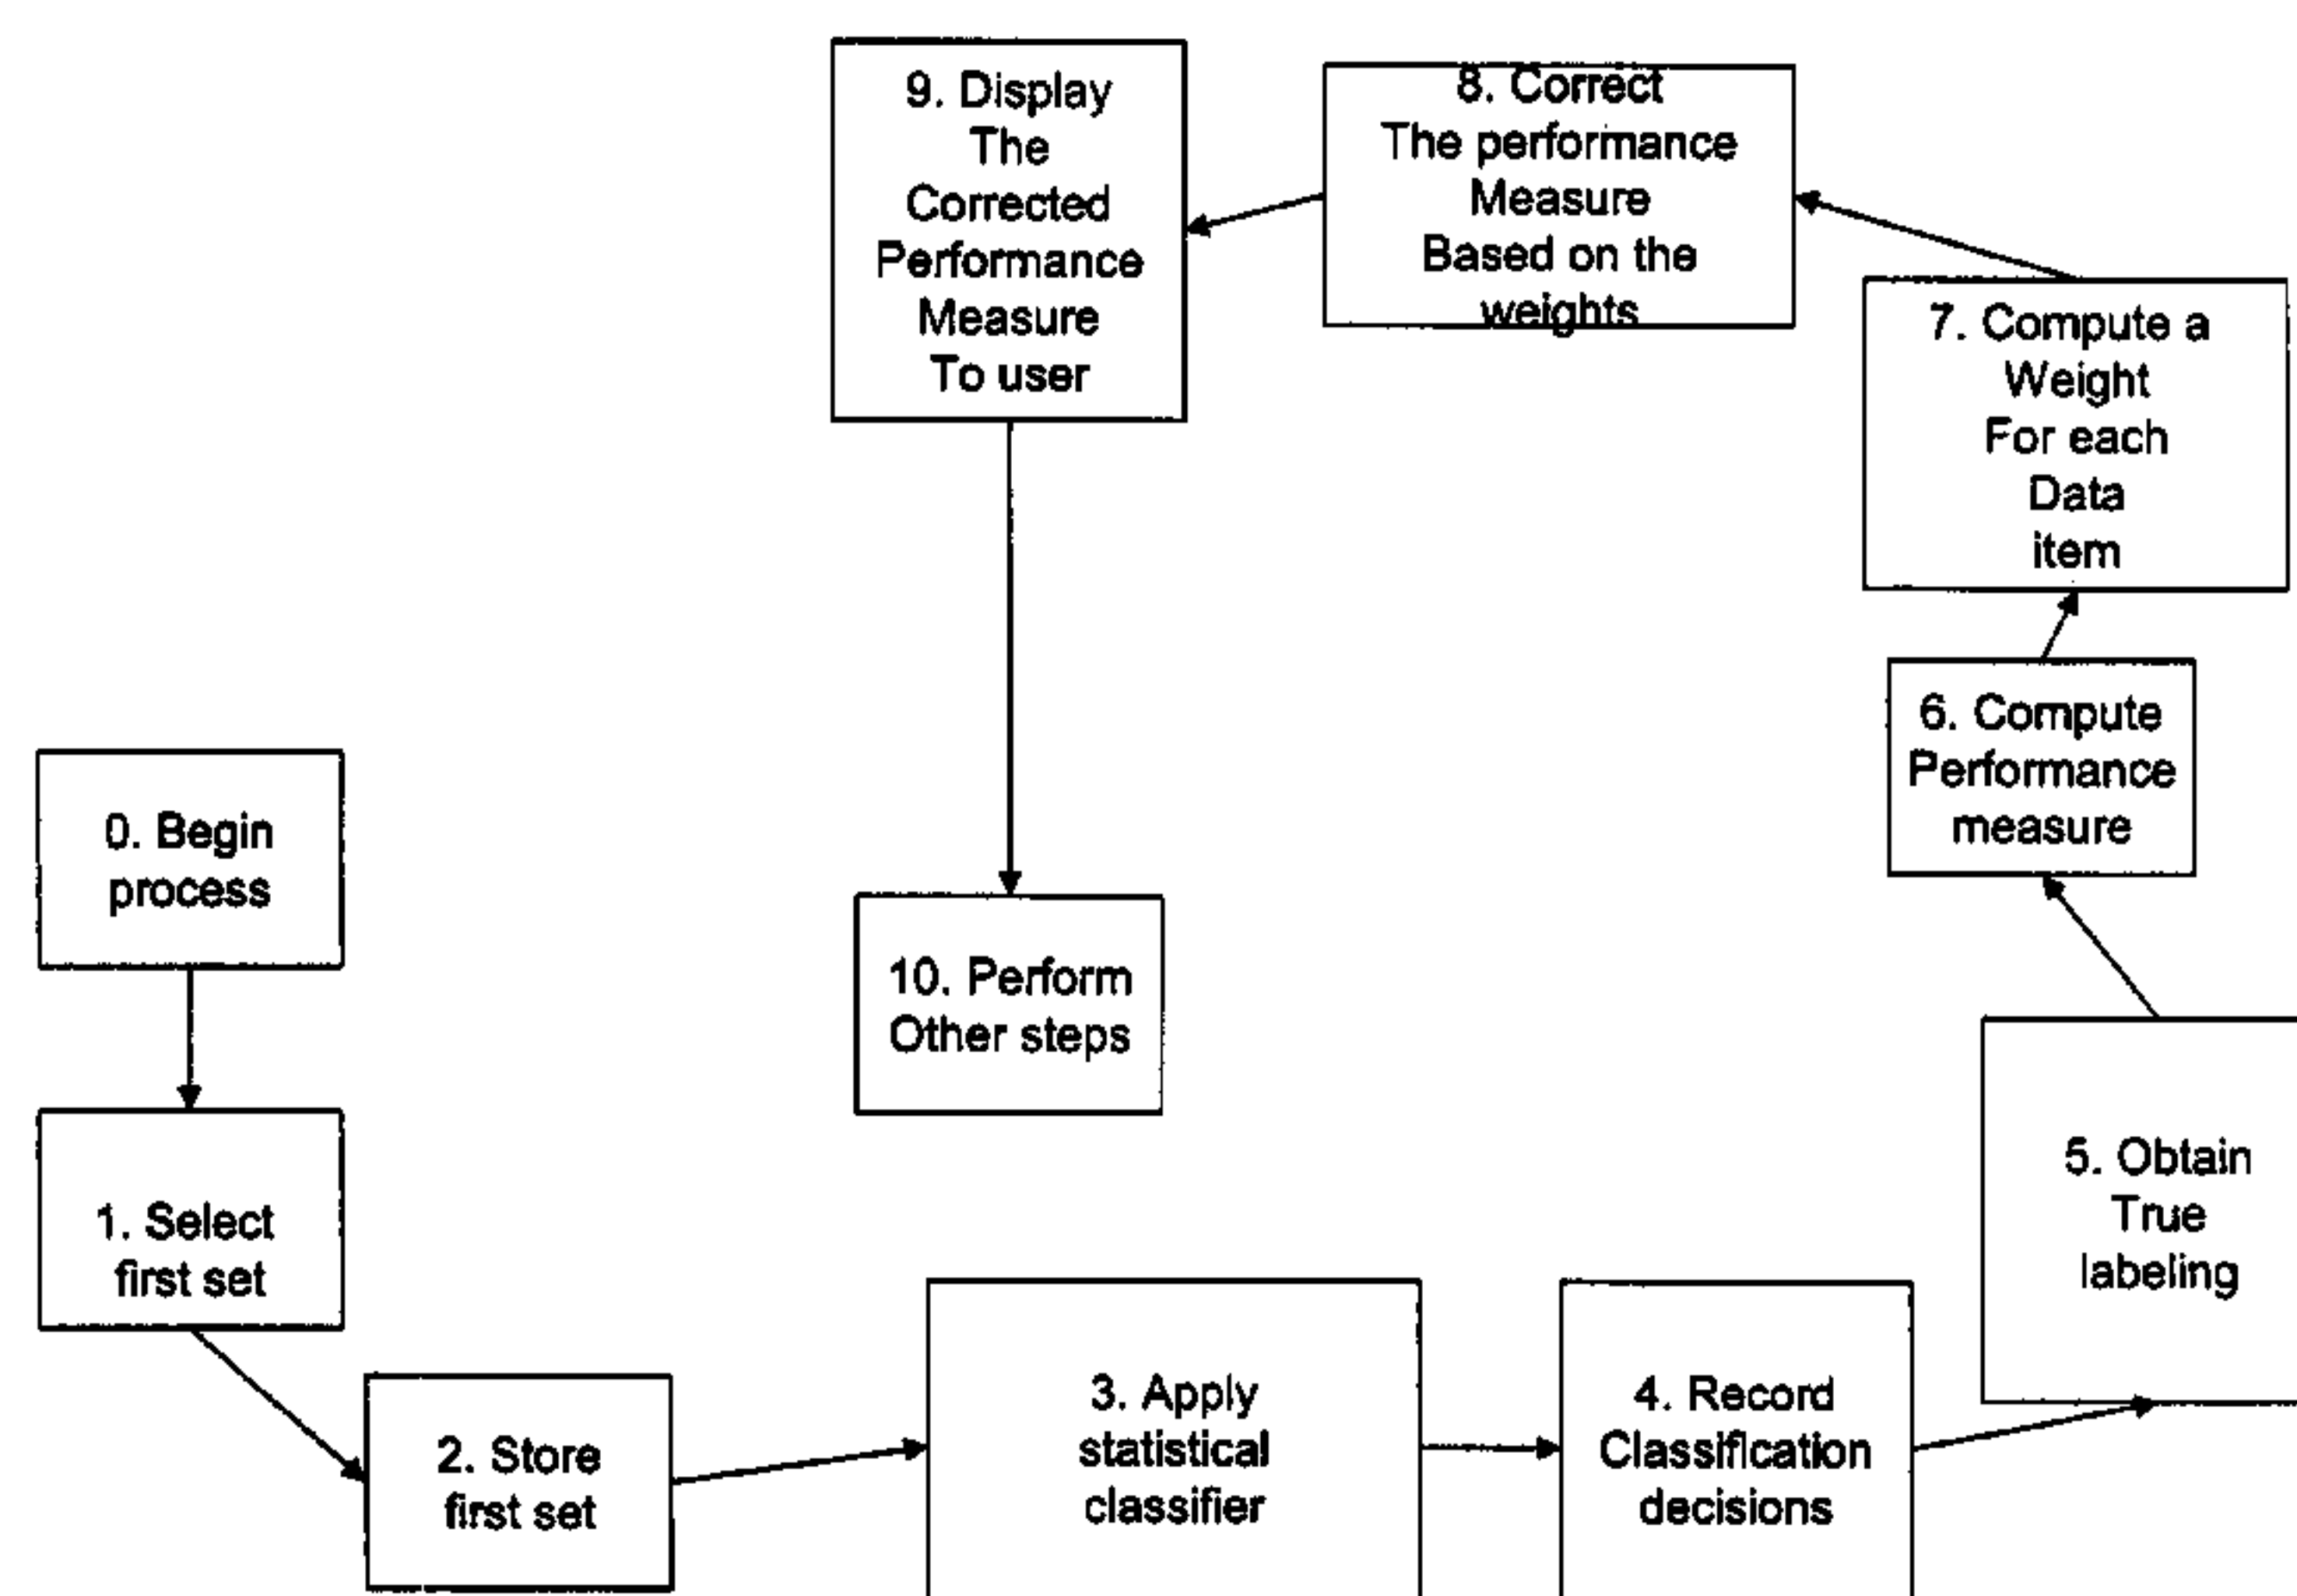 0. Begin
process
1. Select
first set
2. Store
first set
3. Apply
statistical
classifier
4. Record
Classification
decisions
5. Obtain
True
labeling
6. Compute
Performance
measure
7. Compute a
Weight
For each
Data
item
8. Correct
The performance
Measure
Based on the
weights
9. Display
The
Corrected
Performance
Measure
To user
10. Perform
Other steps